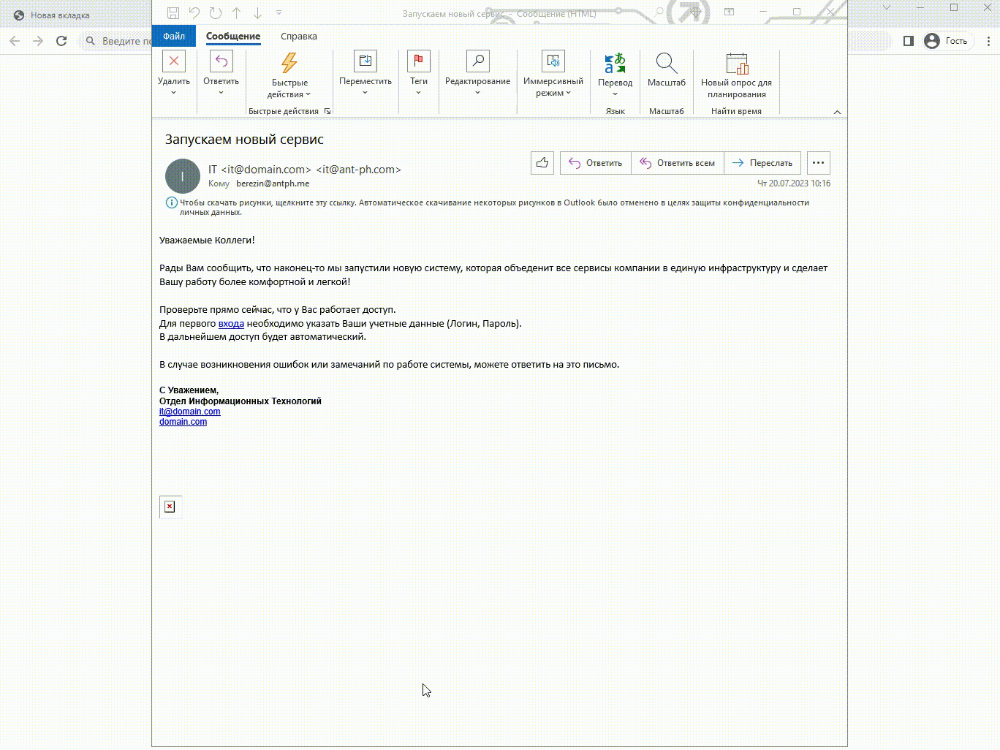 Новая вкладка
Запускаем новый сервис - Сообщение (HTML)
Введите по
Гость
Файл
Сообщение
Справка
Удалить
Ответить
Быстрые действия
Переместить
Теги
Редактирование
Иммерсивный режим
Перевод
Масштаб
Новый опрос для планирования
Быстрые действия
Язык
Масштаб
Найти время
Запускаем новый сервис
I
IT <it@domain.com> <it@ant-ph.com>
Кому berezin@antph.me
Ответить
Ответить всем
Переслать
Чт 20.07.2023 10:16
Чтобы скачать рисунки, щелкните эту ссылку. Автоматическое скачивание некоторых рисунков в Outlook было отменено в целях защиты конфиденциальности
личных данных.
Уважаемые Коллеги!
Рады Вам сообщить, что наконец-то мы запустили новую систему, которая объеденит все сервисы компании в единую инфраструктуру и сделает
Вашу работу более комфортной и легкой!
Проверьте прямо сейчас, что у Вас работает доступ.
Для первого входа необходимо указать Ваши учетные данные (Логин, Пароль).
В дальнейшем доступ будет автоматический.
В случае возникновения ошибок или замечаний по работе системы, можете ответить на это письмо.
С Уважением,
Отдел Информационных Технологий
it@domain.com
domain.com